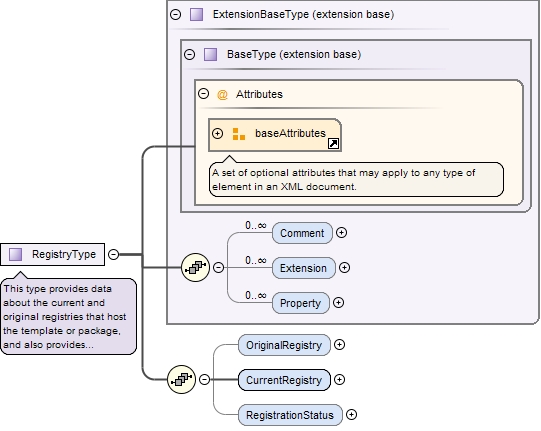 ExtensionBaseType (extension base)
BaseType (extension base)
@ Attributes
baseAttributes
A set of optional attributes that may apply to any type of
element in an XML document.
0..∞
Comment
RegistryType
0..∞
Extension
This type provides data
about the current and
original registries that host
the template or package,
and also provides...
0..∞
Property
OriginalRegistry
CurrentRegistry
RegistrationStatus